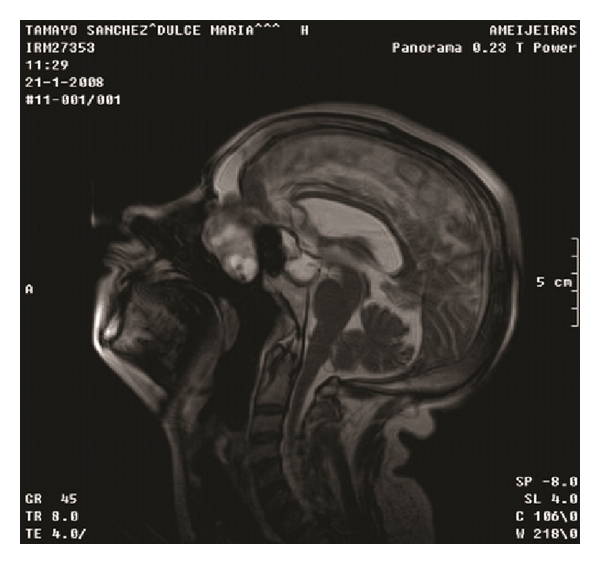 TAMAYO SANCHEZ^DULCE MARIA^^^ H
IRM27353
11:29
21-1-2008
#11-001/001
AMEIJEIRAS
Panorama 0.23 T Power
A
5 cm
GR 45
TR 8.0
TE 4.0/
SP -8.0
SL 4.0
C 106\0
W 218\0